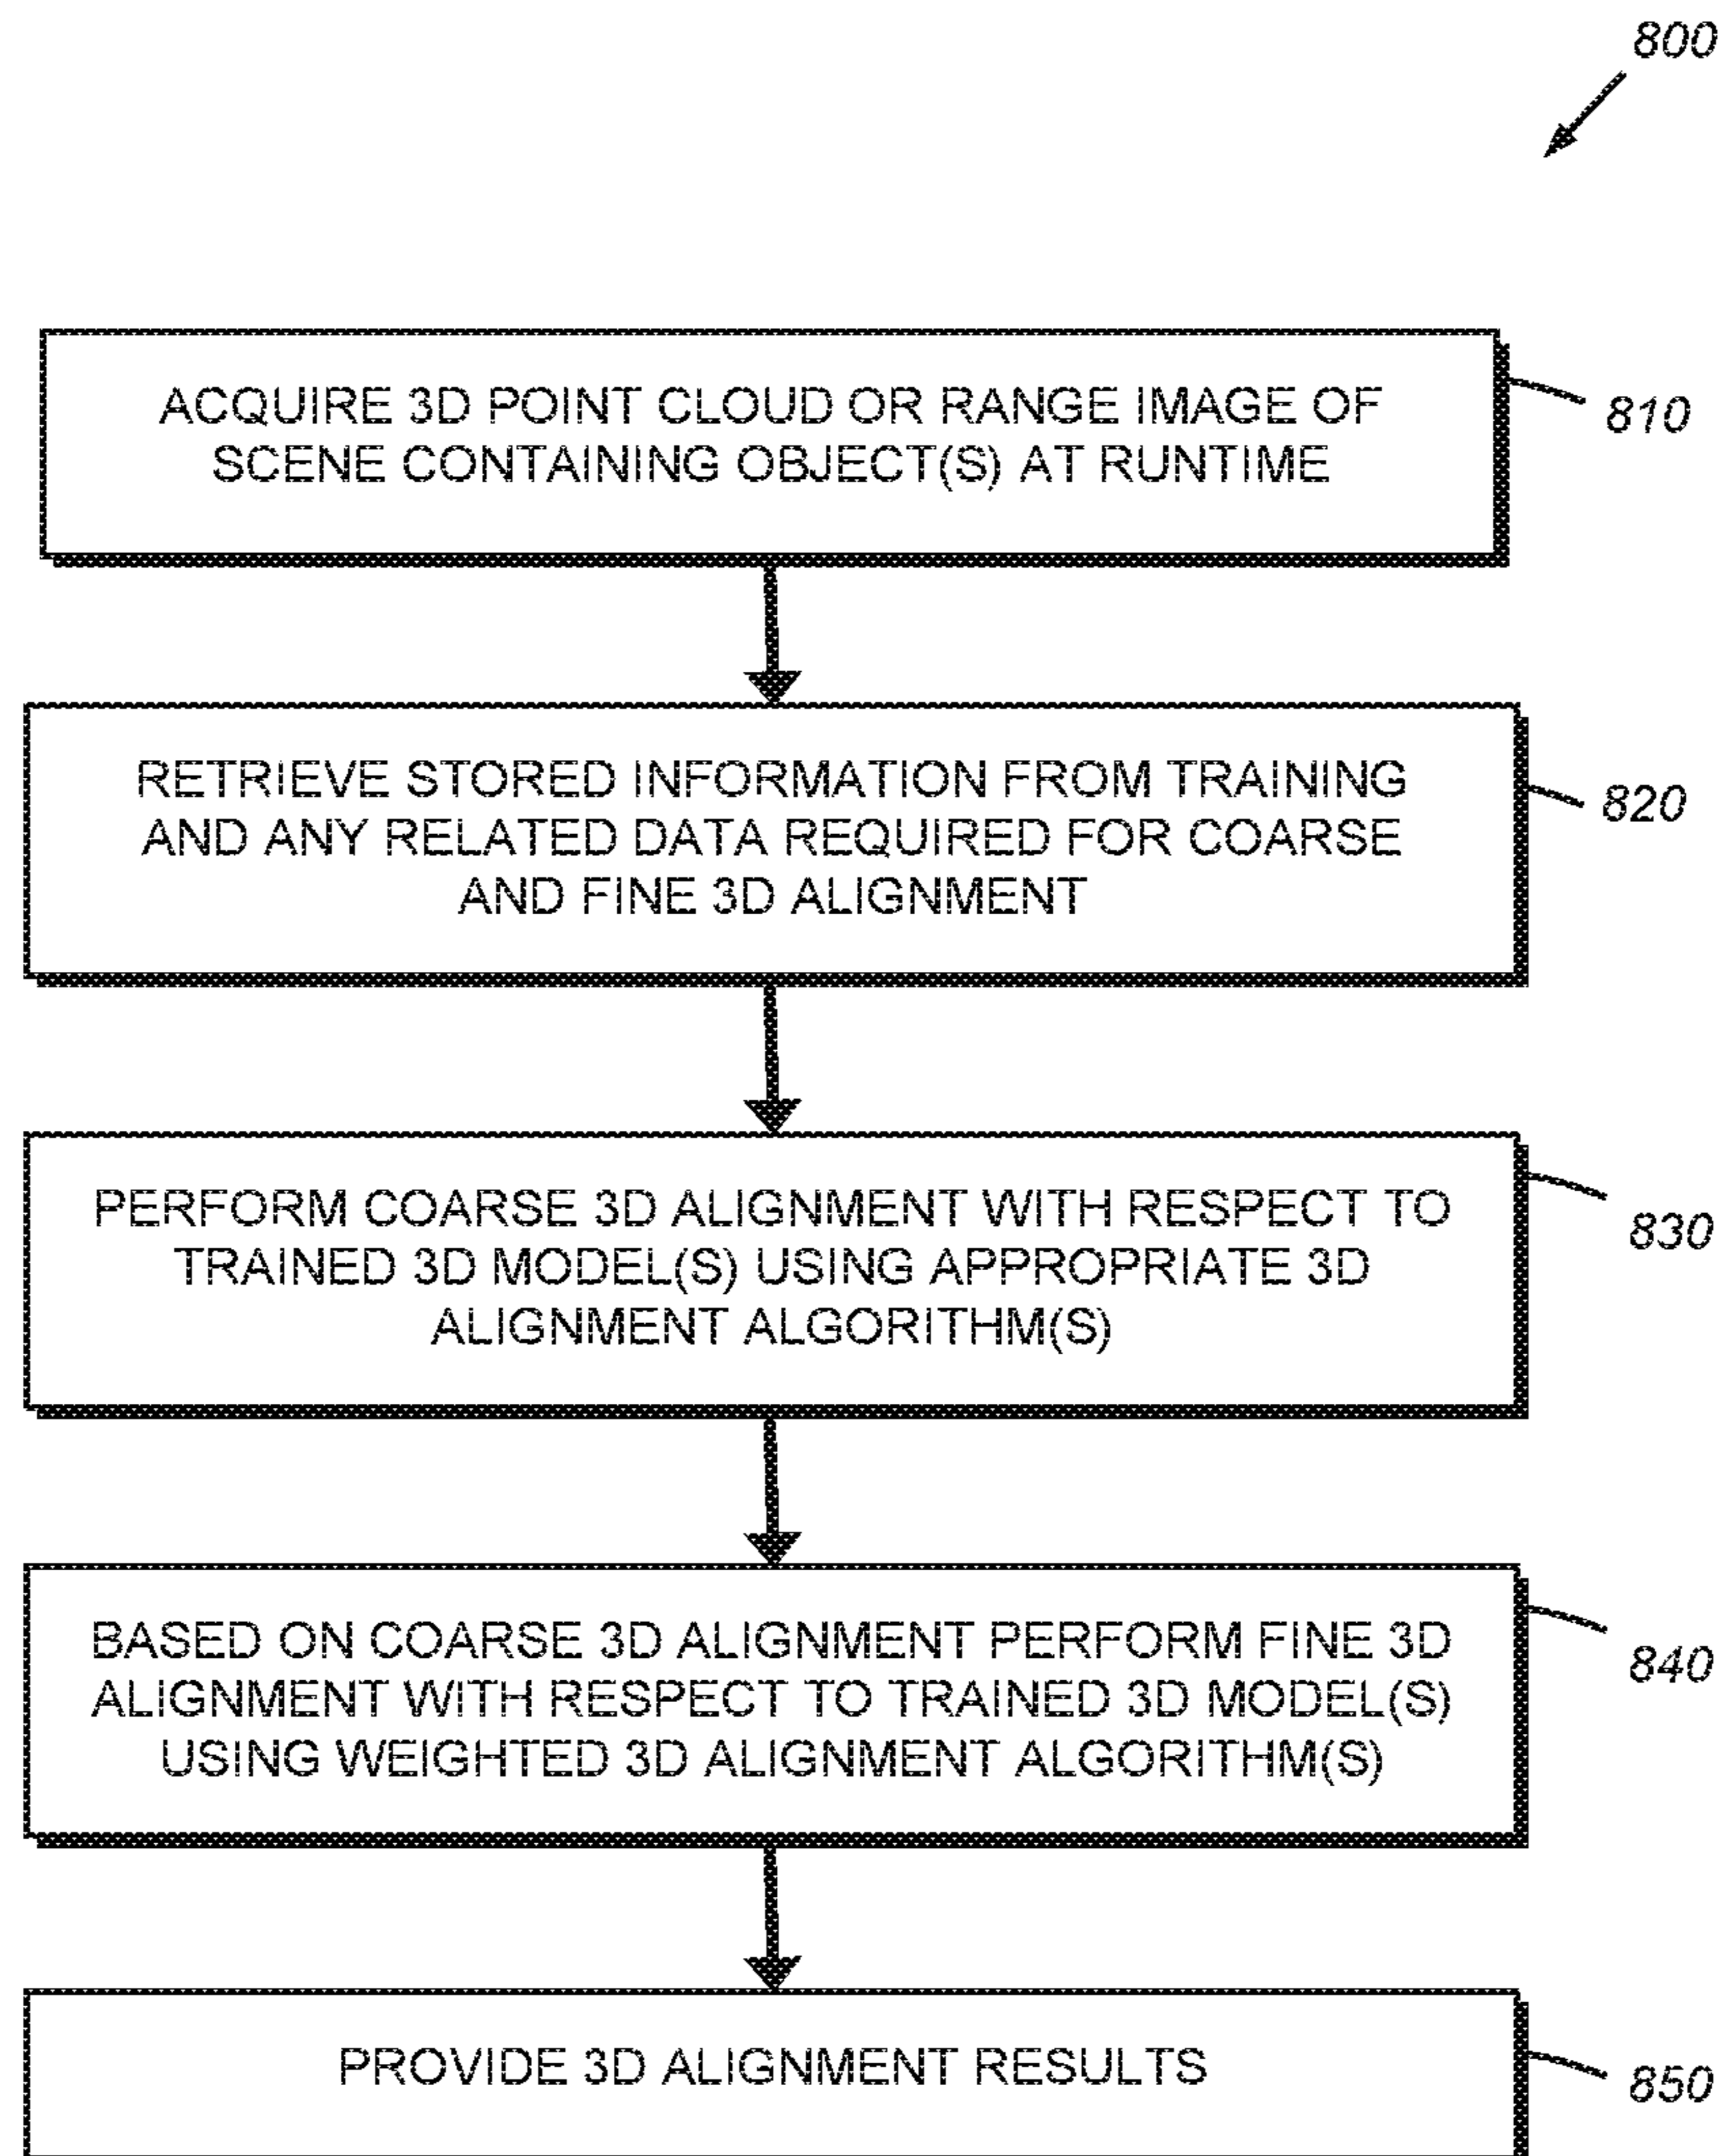 800
ACQUIRE 3D POINT CLOUD OR RANGE IMAGE OF
SCENE CONTAINING OBJECT(S) AT RUNTIME
810
RETRIEVE STORED INFORMATION FROM TRAINING
AND ANY RELATED DATA REQUIRED FOR COARSE
AND FINE 3D ALIGNMENT
820
PERFORM COARSE 3D ALIGNMENT WITH RESPECT TO
TRAINED 3D MODEL(S) USING APPROPRIATE 3D
ALIGNMENT ALGORITHM(S)
830
BASED ON COARSE 3D ALIGNMENT PERFORM FINE 3D
ALIGNMENT WITH RESPECT TO TRAINED 3D MODEL(S)
USING WEIGHTED 3D ALIGNMENT ALGORITHM(S)
840
PROVIDE 3D ALIGNMENT RESULTS
850